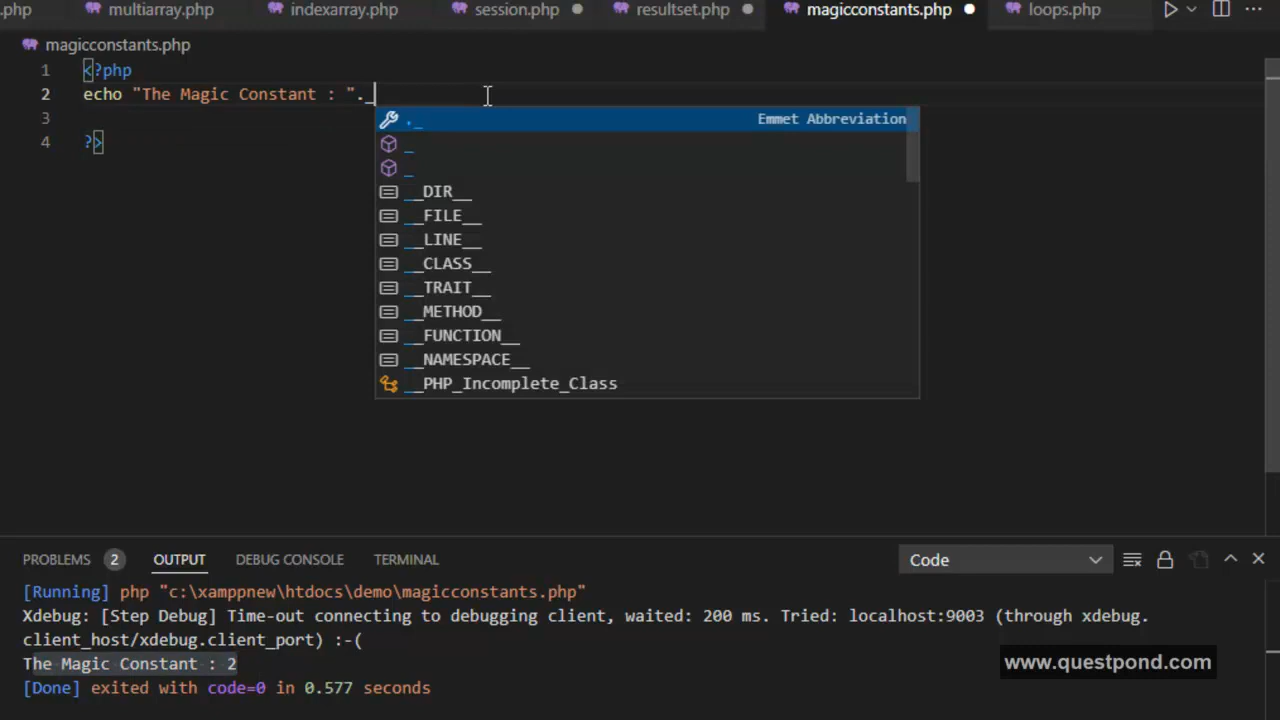 .php multiarray.php indexarray.php session.php resultset.php magicconstants.php loops.php
magicconstants.php
1 <?php
2 echo "The Magic Constant : "._
3
4 ?>
._ Emmet Abbreviation
_
_
__DIR__
__FILE__
__LINE__
__CLASS__
__TRAIT__
__METHOD__
__FUNCTION__
__NAMESPACE__
__PHP_Incomplete_Class
PROBLEMS 2 OUTPUT DEBUG CONSOLE TERMINAL Code
[Running] php "c:\xamppnew\htdocs\demo\magicconstants.php"
Xdebug: [Step Debug] Time-out connecting to debugging client, waited: 200 ms. Tried: localhost:9003 (through xdebug.
client_host/xdebug.client_port) :-(
The Magic Constant : 2
www.questpond.com
[Done] exited with code=0 in 0.577 seconds